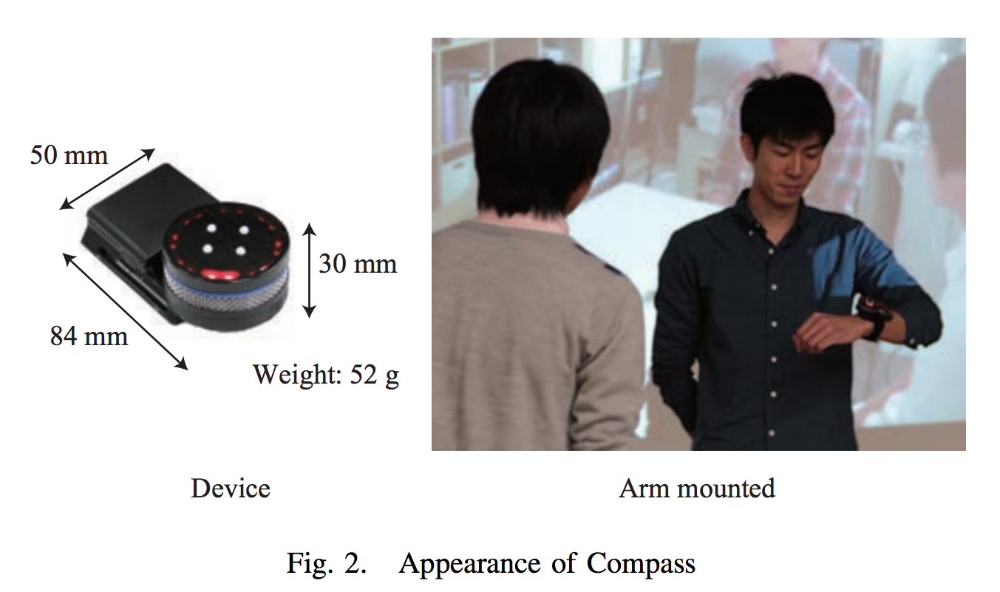 50 mm
30 mm
84 mm
Weight: 52 g
Device
Arm mounted
Fig. 2. Appearance of Compass